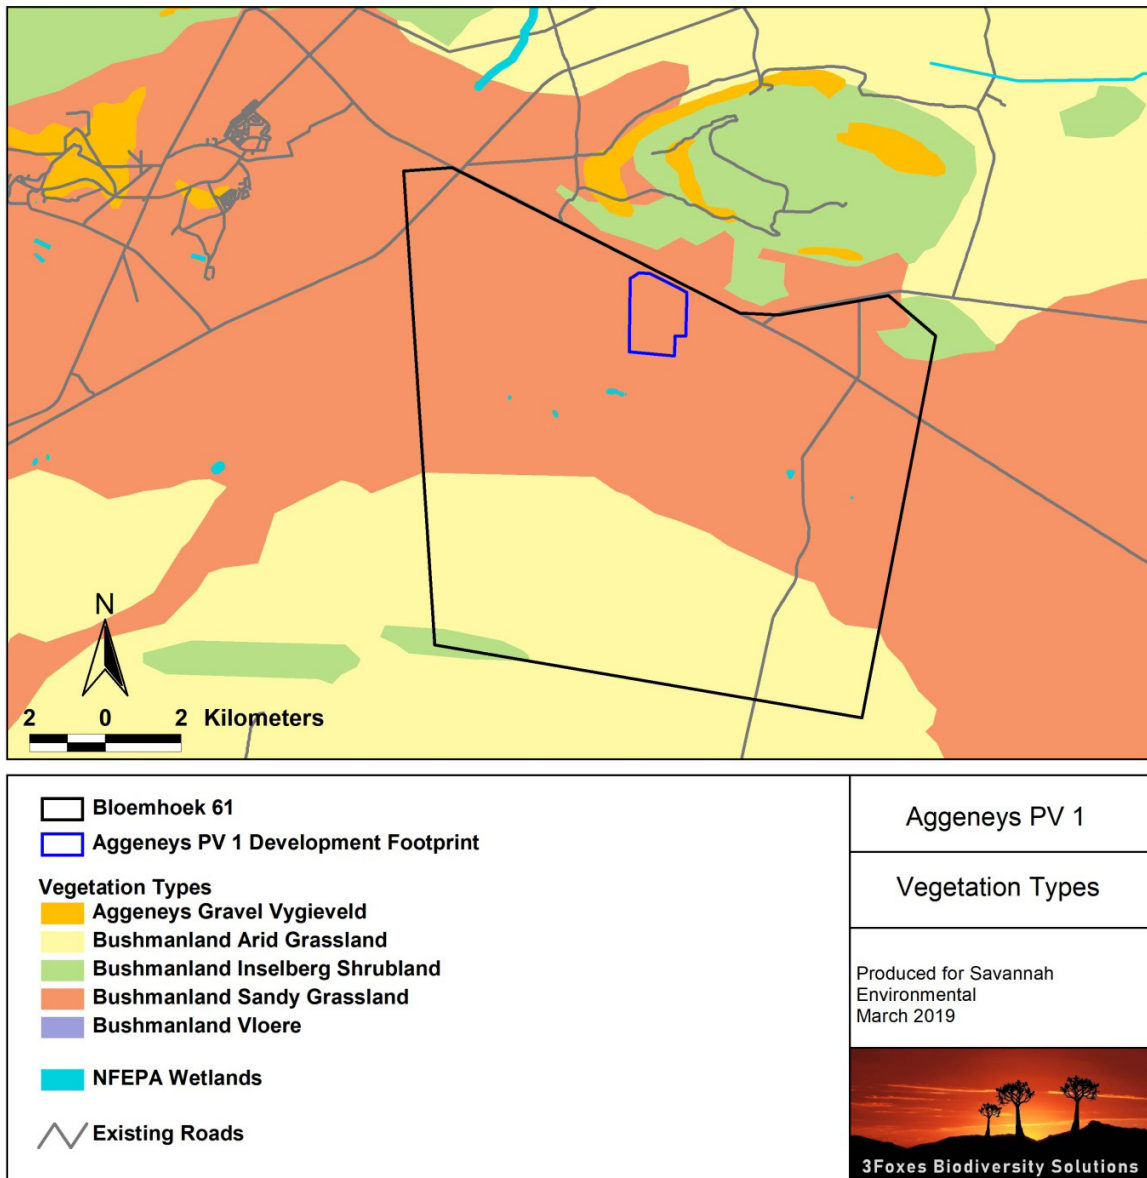 N
2 0 2 Kilometers
Bloemhoek 61
Aggeneys PV 1 Development Footprint
Vegetation Types
Aggeneys Gravel Vygieveld
Bushmanland Arid Grassland
Bushmanland Inselberg Shrubland
Bushmanland Sandy Grassland
Bushmanland Vloere
NFEPA Wetlands
Existing Roads
Aggeneys PV 1
Vegetation Types
Produced for Savannah
Environmental
March 2019
3Foxes Biodiversity Solutions